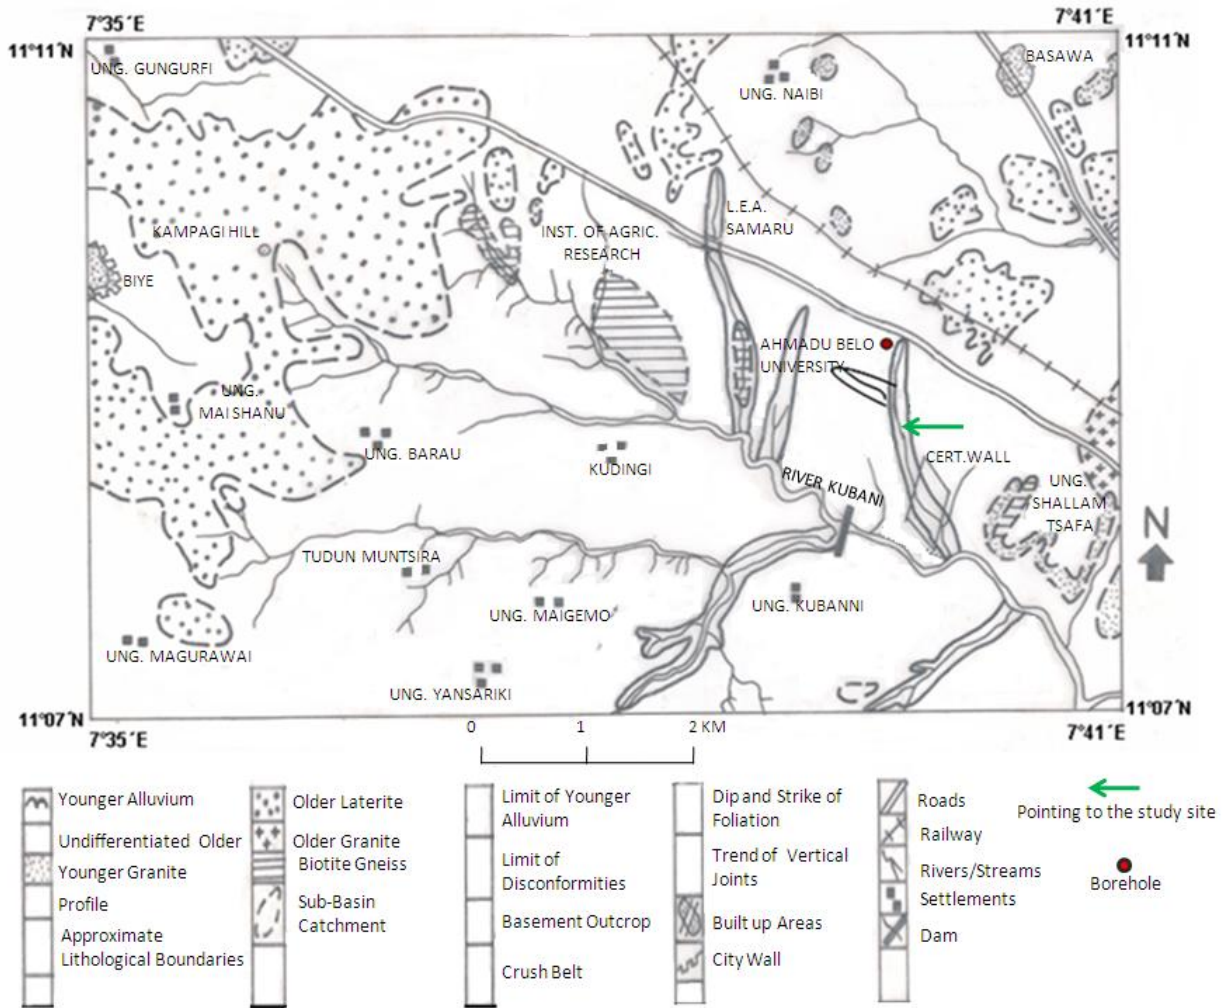 7°35´E
7°41´E
11°11´N
11°11´N
UNG. GUNGURFI
BASAWA
UNG. NAIBI
L.E.A.
SAMARU
KAMPAGI HILL
INST. OF AGRIC.
RESEARCH
BIYE
AHMADU BELO
UNIVERSITY
UNG.
MAI SHANU
UNG. BARAU
KUDINGI
CERT.WALL
RIVER KUBANI
UNG.
SHALLAM
TSAFA
N
TUDUN MUNTSIRA
UNG. MAIGEMO
UNG. KUBANNI
UNG. MAGURAWAI
UNG. YANSARIKI
11°07´N
11°07´N
7°35´E
0 1 2 KM
7°41´E
Younger Alluvium
Undifferentiated Older
Younger Granite
Profile
Approximate
Lithological Boundaries
Older Laterite
Older Granite
Biotite Gneiss
Sub-Basin
Catchment
Limit of Younger
Alluvium
Limit of
Disconformities
Basement Outcrop
Crush Belt
Dip and Strike of
Foliation
Trend of Vertical
Joints
Built up Areas
City Wall
Roads
Railway
Rivers/Streams
Settlements
Dam
Pointing to the study site
Borehole